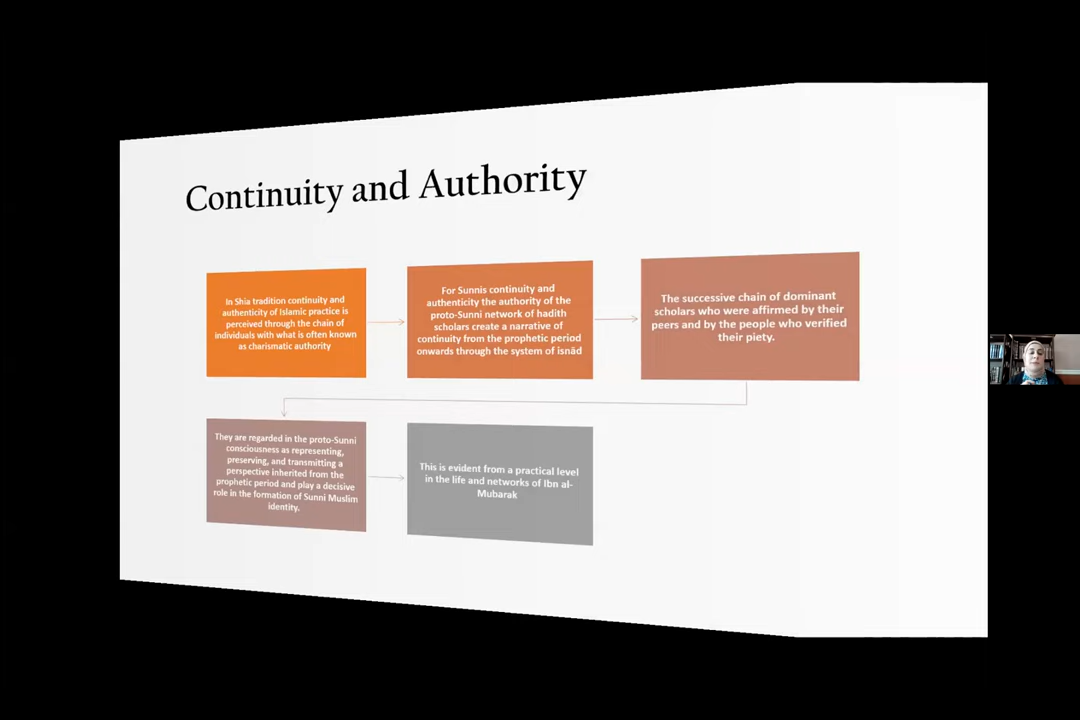 Continuity and Authority
In Shia tradition continuity and
authenticity of Islamic practice is
perceived through the chain of
individuals with what is often known
as charismatic authority
For Sunnis continuity and
authenticity the authority of the
proto-Sunni network of hadith
scholars create a narrative of
continuity from the prophetic period
onwards through the system of isnād
The successive chain of dominant
scholars who were affirmed by their
peers and by the people who verified
their piety.
They are regarded in the proto-Sunni
consciousness as representing,
preserving, and transmitting a
perspective inherited from the
prophetic period and play a decisive
role in the formation of Sunni Muslim
identity.
This is evident from a practical level
in the life and networks of Ibn al-
Mubarak